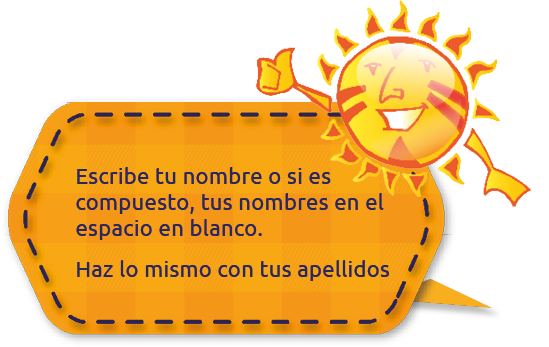 Escribe tu nombre o si es
compuesto, tus nombres en el
espacio en blanco.
Haz lo mismo con tus apellidos